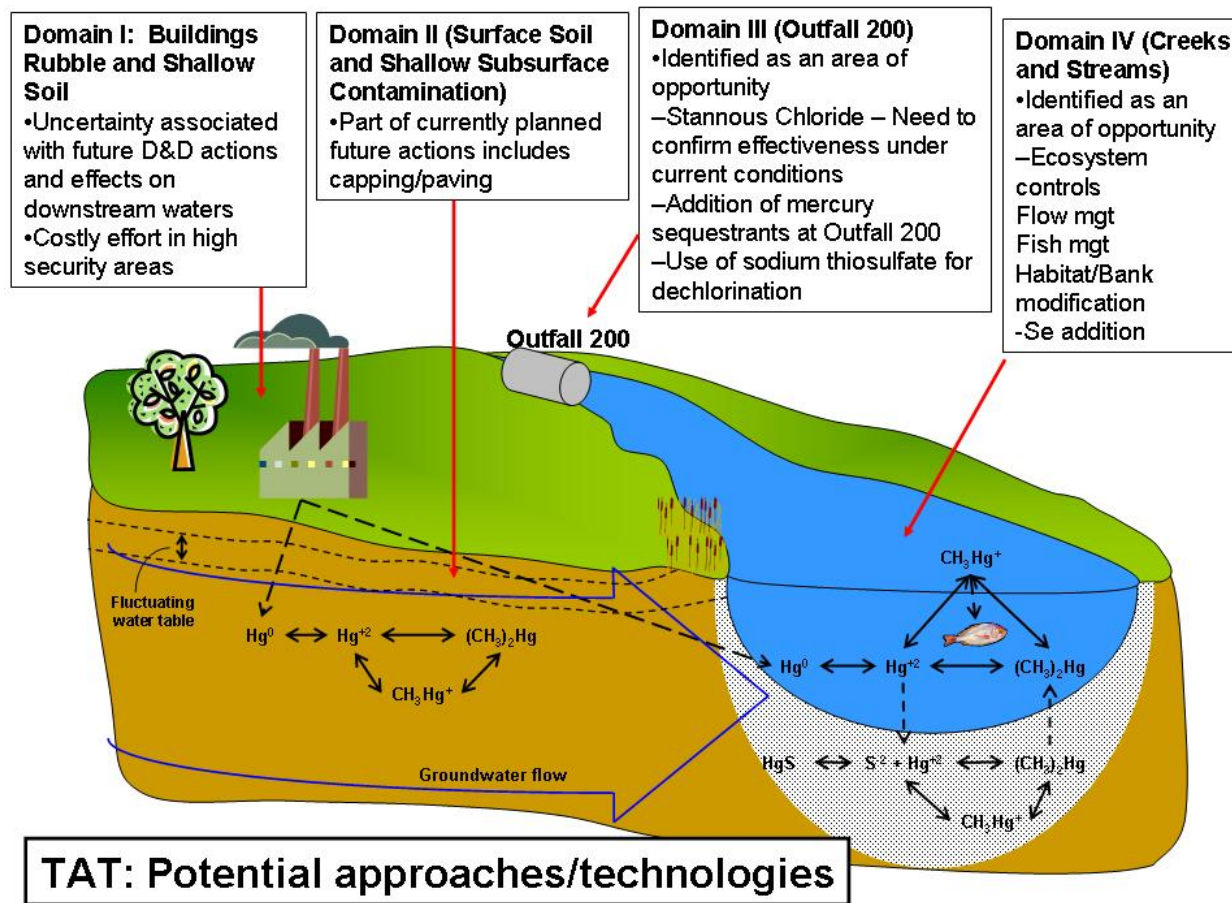 Domain I:  Buildings
Rubble and Shallow
Soil
•Uncertainty associated
with future D&D actions
and effects on
downstream waters
•Costly effort in high
security areas
Domain II (Surface Soil
and Shallow Subsurface
Contamination)
•Part of currently planned
future actions includes
capping/paving
Domain III (Outfall 200)
•Identified as an area of
opportunity
–Stannous Chloride – Need to
confirm effectiveness under
current conditions
–Addition of mercury
sequestrants at Outfall 200
–Use of sodium thiosulfate for
dechlorination
Domain IV (Creeks
and Streams)
•Identified as an
area of opportunity
–Ecosystem
controls
Flow mgt
Fish mgt
Habitat/Bank
modification
-Se addition
Outfall 200
Fluctuating
water table
Hg⁰ Hg⁺² (CH₃)₂Hg
CH₃Hg⁺
Groundwater flow
CH₃Hg⁺
Hg⁰ Hg⁺² (CH₃)₂Hg
HgS S⁻² + Hg⁺² (CH₃)₂Hg
CH₃Hg⁺
TAT: Potential approaches/technologies